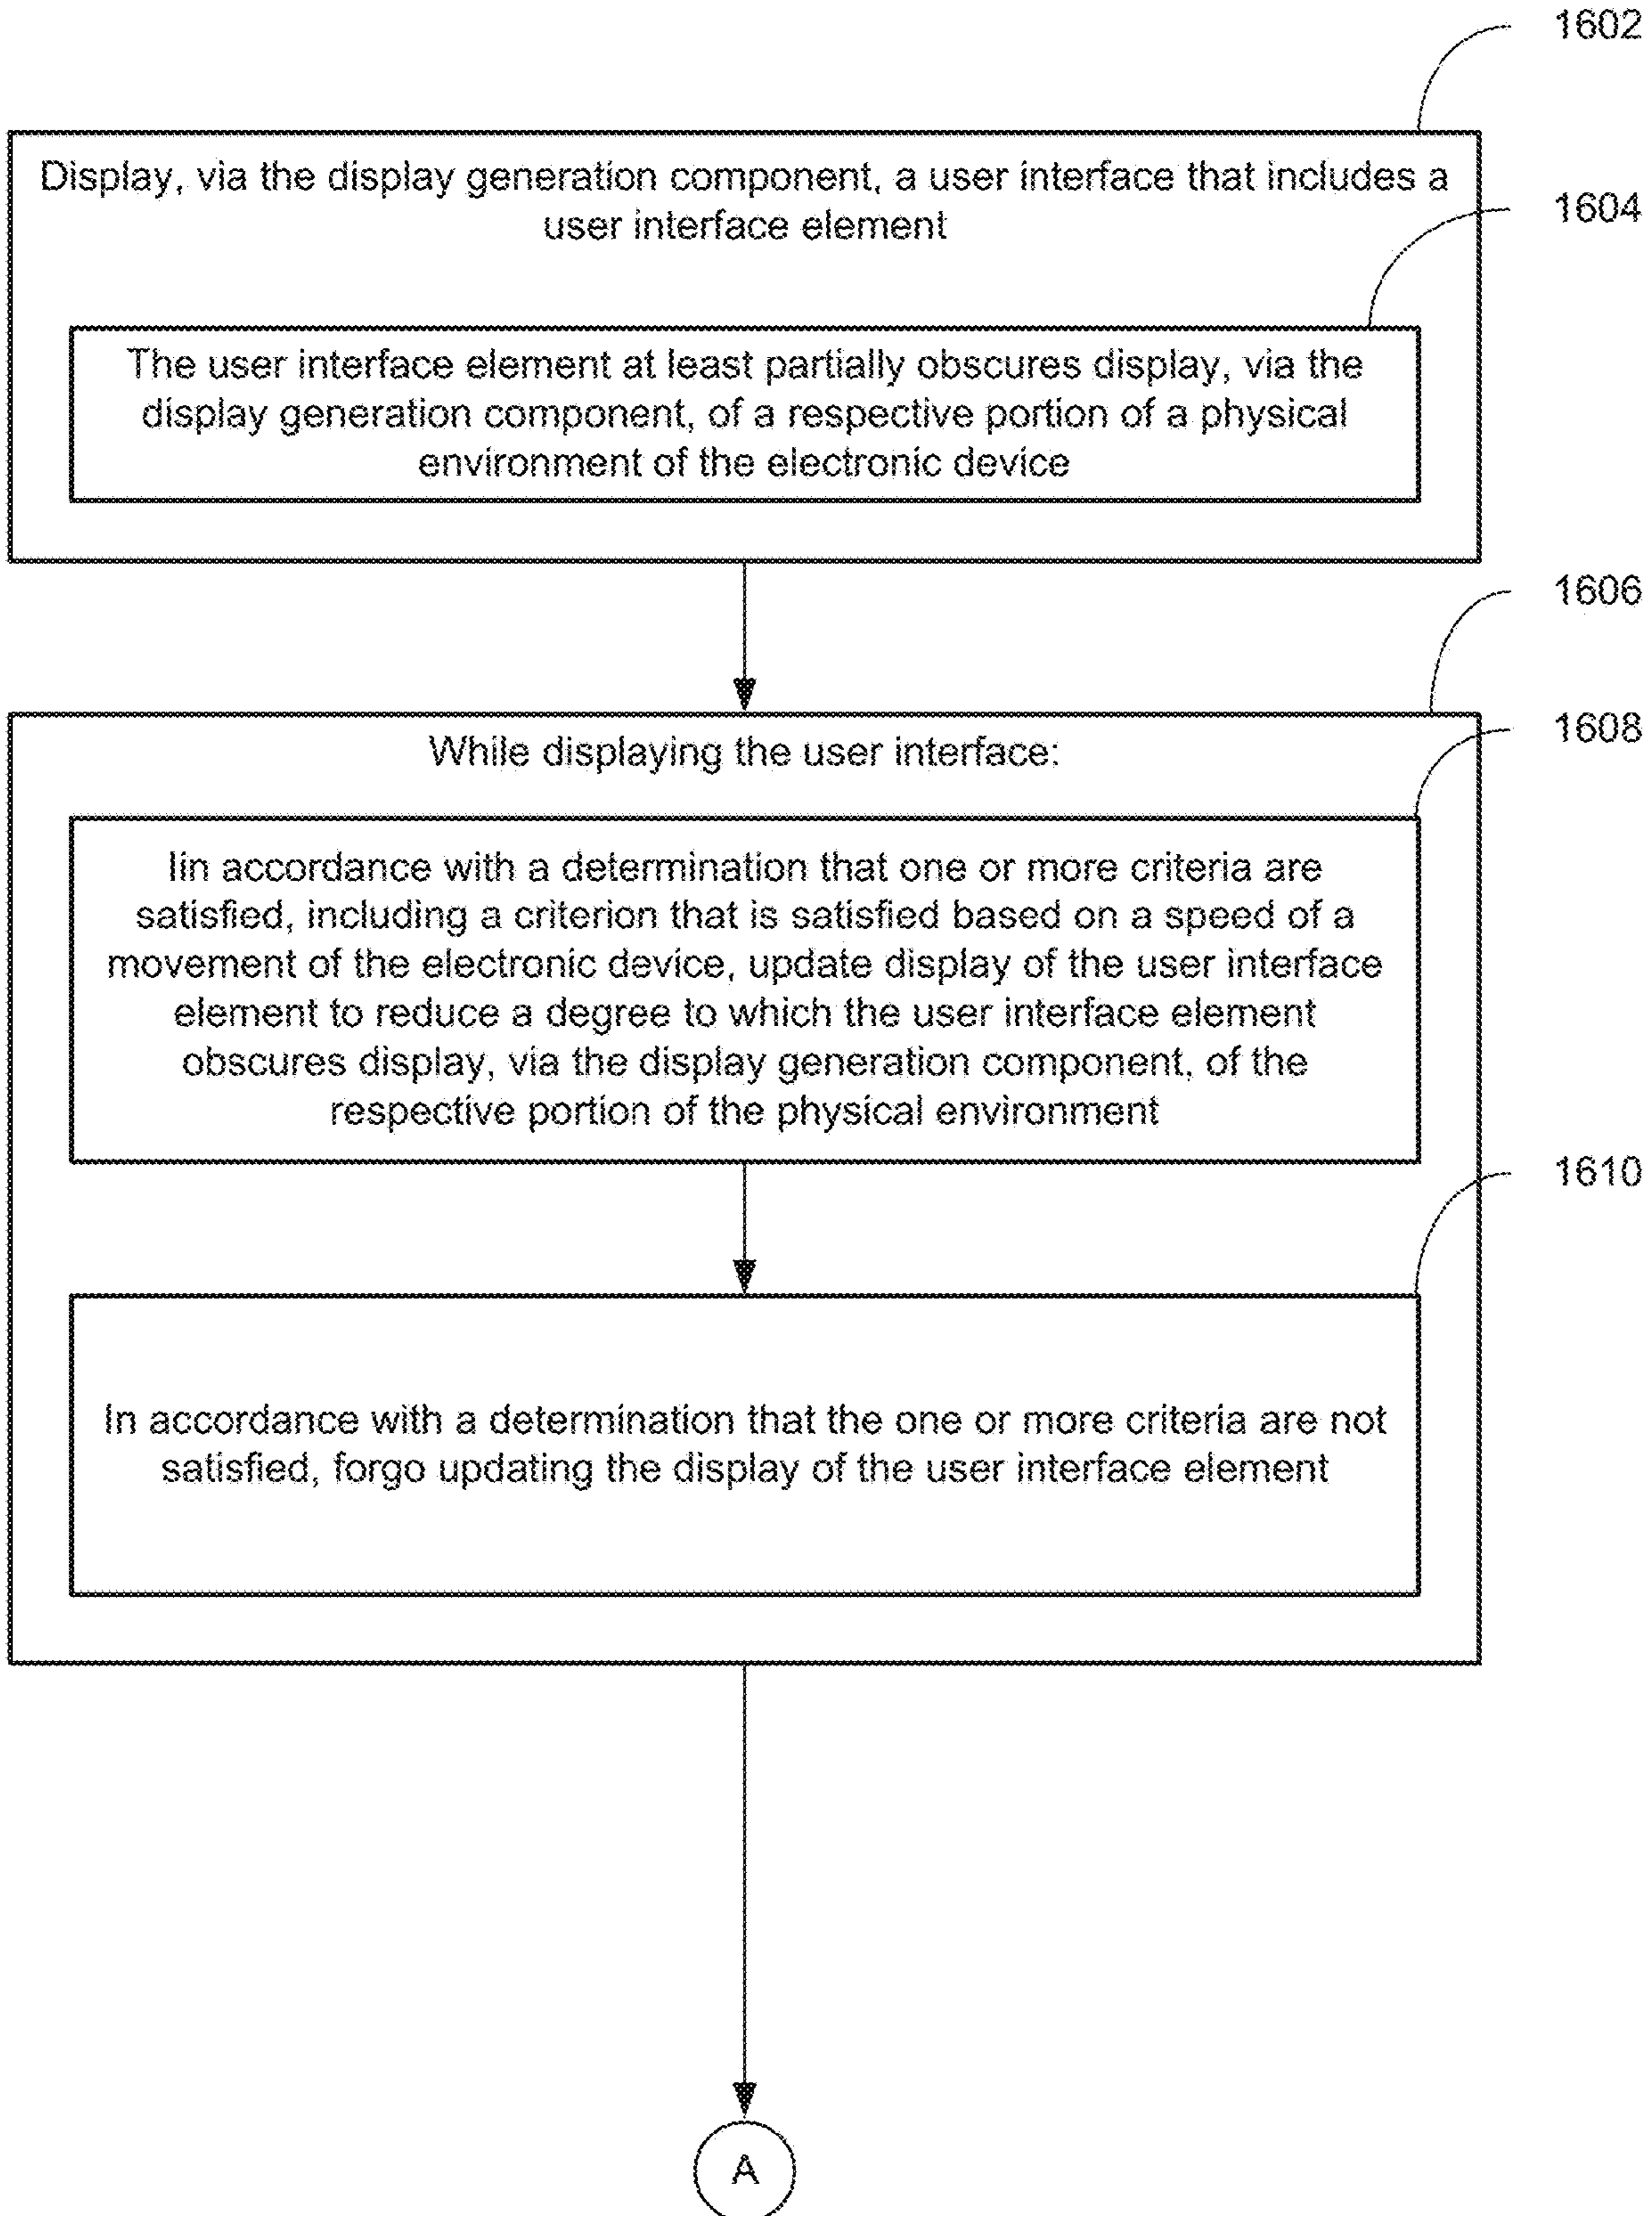 1602
Display, via the display generation component, a user interface that includes a
user interface element
1604
The user interface element at least partially obscures display, via the
display generation component, of a respective portion of a physical
environment of the electronic device
1606
While displaying the user interface:
1608
Iin accordance with a determination that one or more criteria are
satisfied, including a criterion that is satisfied based on a speed of a
movement of the electronic device, update display of the user interface
element to reduce a degree to which the user interface element
obscures display, via the display generation component, of the
respective portion of the physical environment
1610
In accordance with a determination that the one or more criteria are not
satisfied, forgo updating the display of the user interface element
A